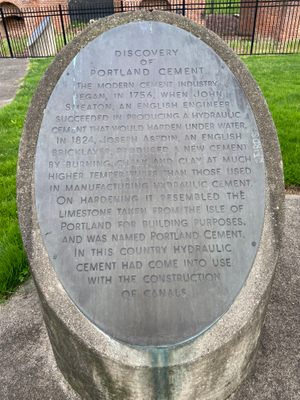 DISCOVERY
OF
PORTLAND CEMENT
THE MODERN CEMENT INDUSTRY
BEGAN, IN 1756, WHEN JOHN
SMEATON, AN ENGLISH ENGINEER,
SUCCEEDED IN PRODUCING A HYDRAULIC
CEMENT THAT WOULD HARDEN UNDER WATER.
IN 1824, JOSEPH ASPDIN, AN ENGLISH
BRICKLAYER, PRODUCED A NEW CEMENT
BY BURNING CHALK AND CLAY AT MUCH
HIGHER TEMPERATURES THAN THOSE USED
IN MANUFACTURING HYDRAULIC CEMENT.
ON HARDENING IT RESEMBLED THE
LIMESTONE TAKEN FROM THE ISLE OF
PORTLAND FOR BUILDING PURPOSES,
AND WAS NAMED PORTLAND CEMENT.
IN THIS COUNTRY HYDRAULIC
CEMENT HAD COME INTO USE
WITH THE CONSTRUCTION
OF CANALS.